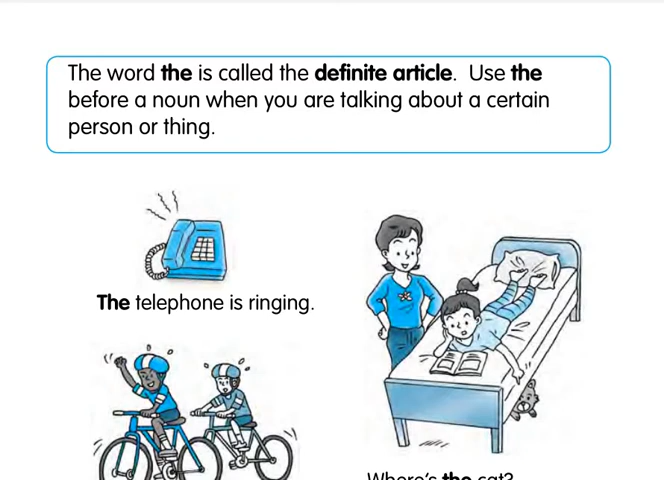 The word the is called the definite article. Use the
before a noun when you are talking about a certain
person or thing.
The telephone is ringing.
Where's the cat?